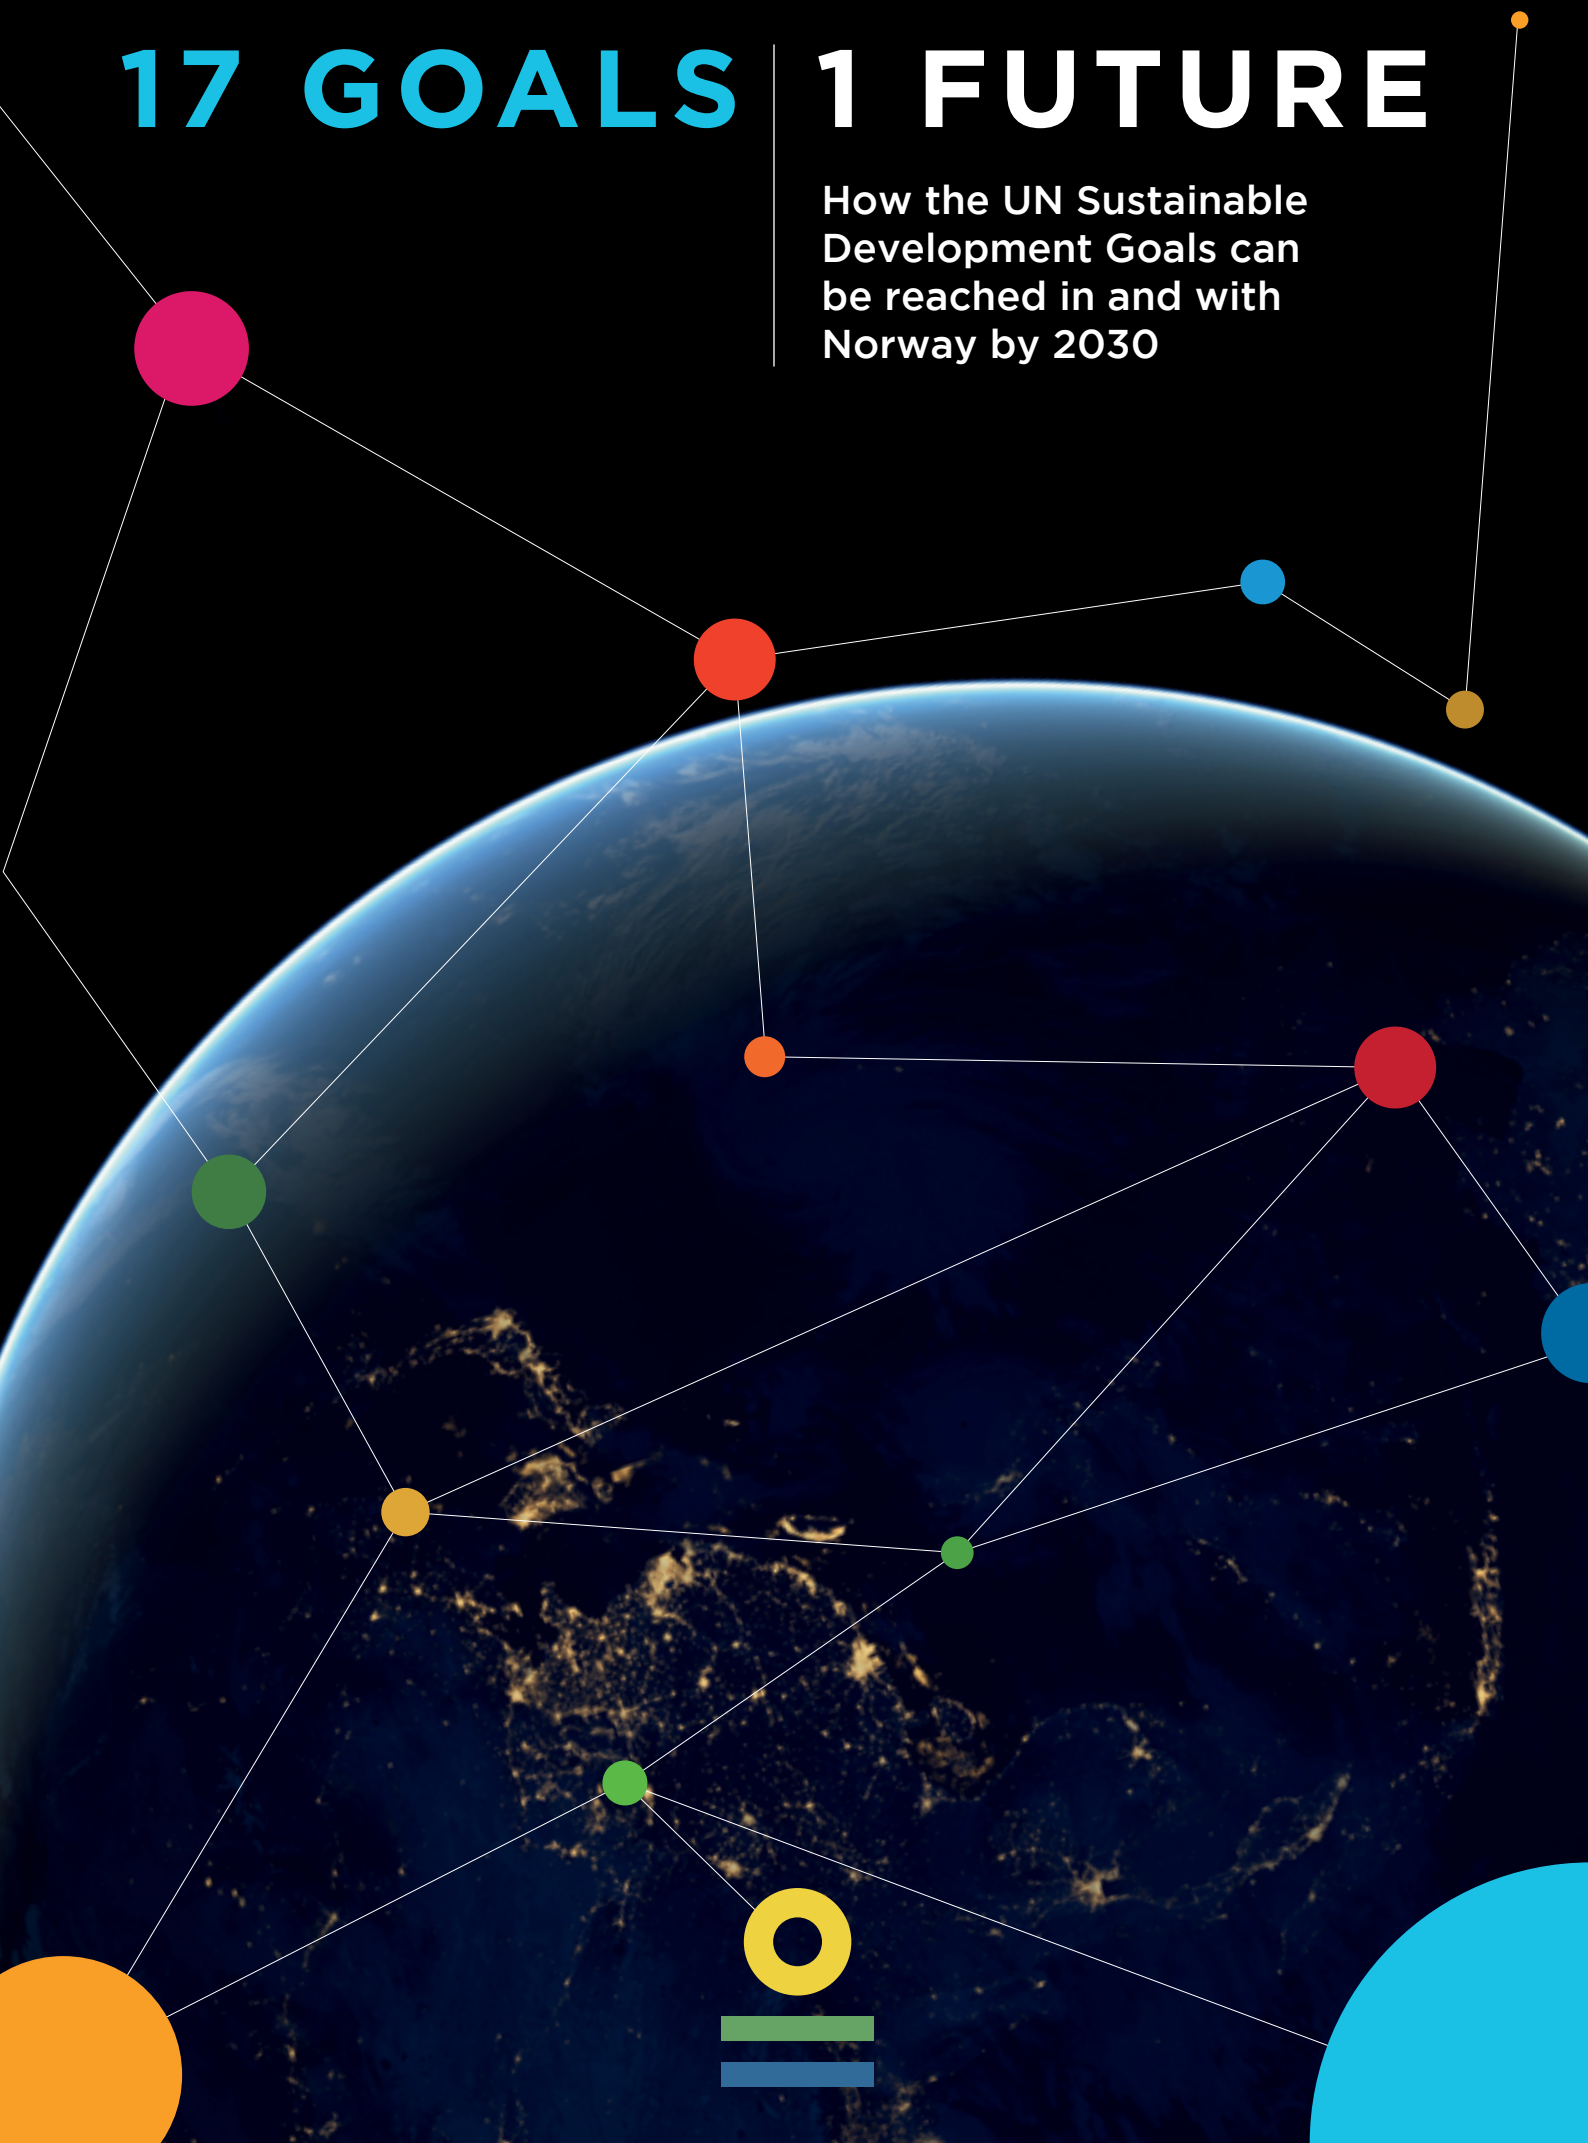 17 GOALS | 1 FUTURE
How the UN Sustainable
Development Goals can
be reached in and with
Norway by 2030